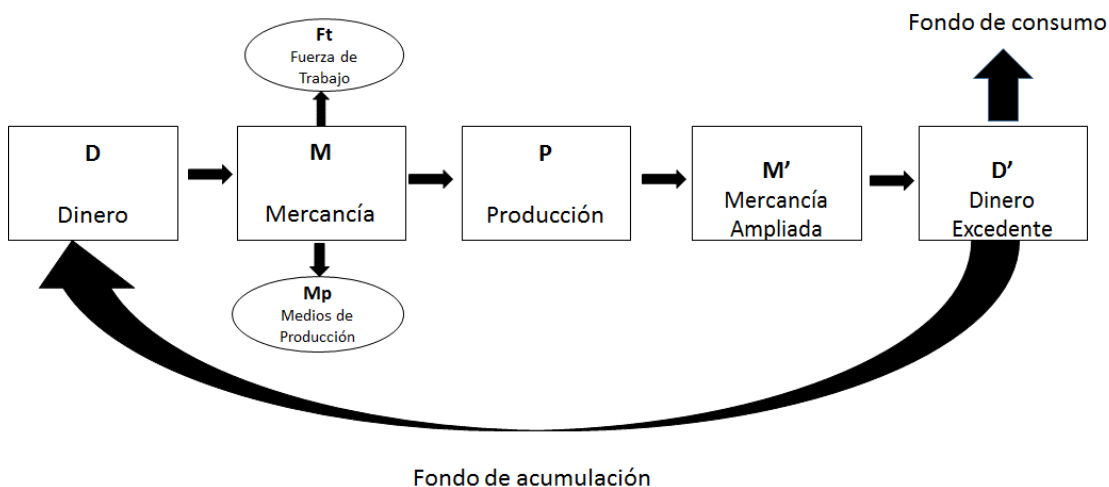 Fondo de consumo
Ft
Fuerza de
Trabajo
D
Dinero
M
Mercancía
P
Producción
M’
Mercancía
Ampliada
D’
Dinero
Excedente
Mp
Medios de
Producción
Fondo de acumulación